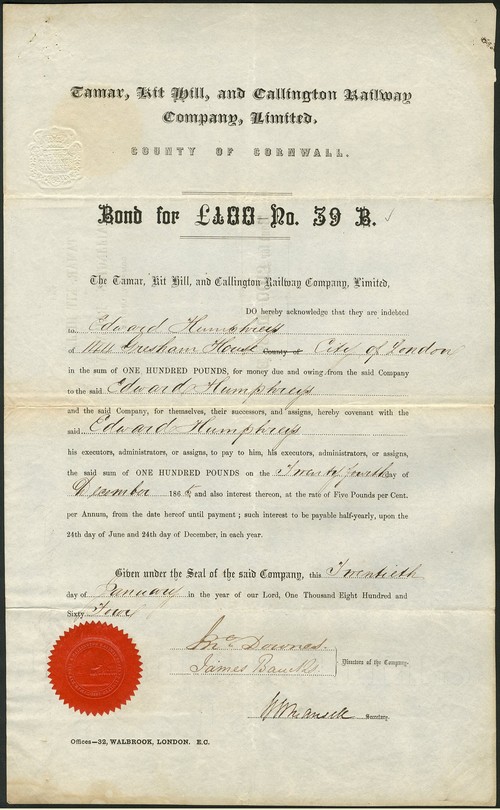 Tamar, Kit Hill, and Callington Railway
Company, Limited.
COUNTY OF CORNWALL.
Bond for £100 No. 39 B.
The Tamar, Kit Hill, and Callington Railway Company, Limited,
DO hereby acknowledge that they are indebted
to Edward Humphreys
of Gresham House County of City of London
in the sum of ONE HUNDRED POUNDS, for money due and owing from the said Company
to the said Edward Humphreys
and the said Company, for themselves, their successors, and assigns, hereby covenant with the
said Edward Humphreys
his executors, administrators, or assigns, to pay to him, his executors, administrators, or assigns,
the said sum of ONE HUNDRED POUNDS on the Twenty fourth day of
December 186 and also interest thereon, at the rate of Five Pounds per Cent.
per Annum, from the date hereof until payment; such interest to be payable half-yearly, upon the
24th day of June and 24th day of December, in each year.
Given under the Seal of the said Company, this Twentieth
day of January in the year of our Lord, One Thousand Eight Hundred and
Sixty Four
Jno Downes.
James Bancks
Directors of the Company.
Secretary.
Offices—32, WALBROOK, LONDON. E.C.